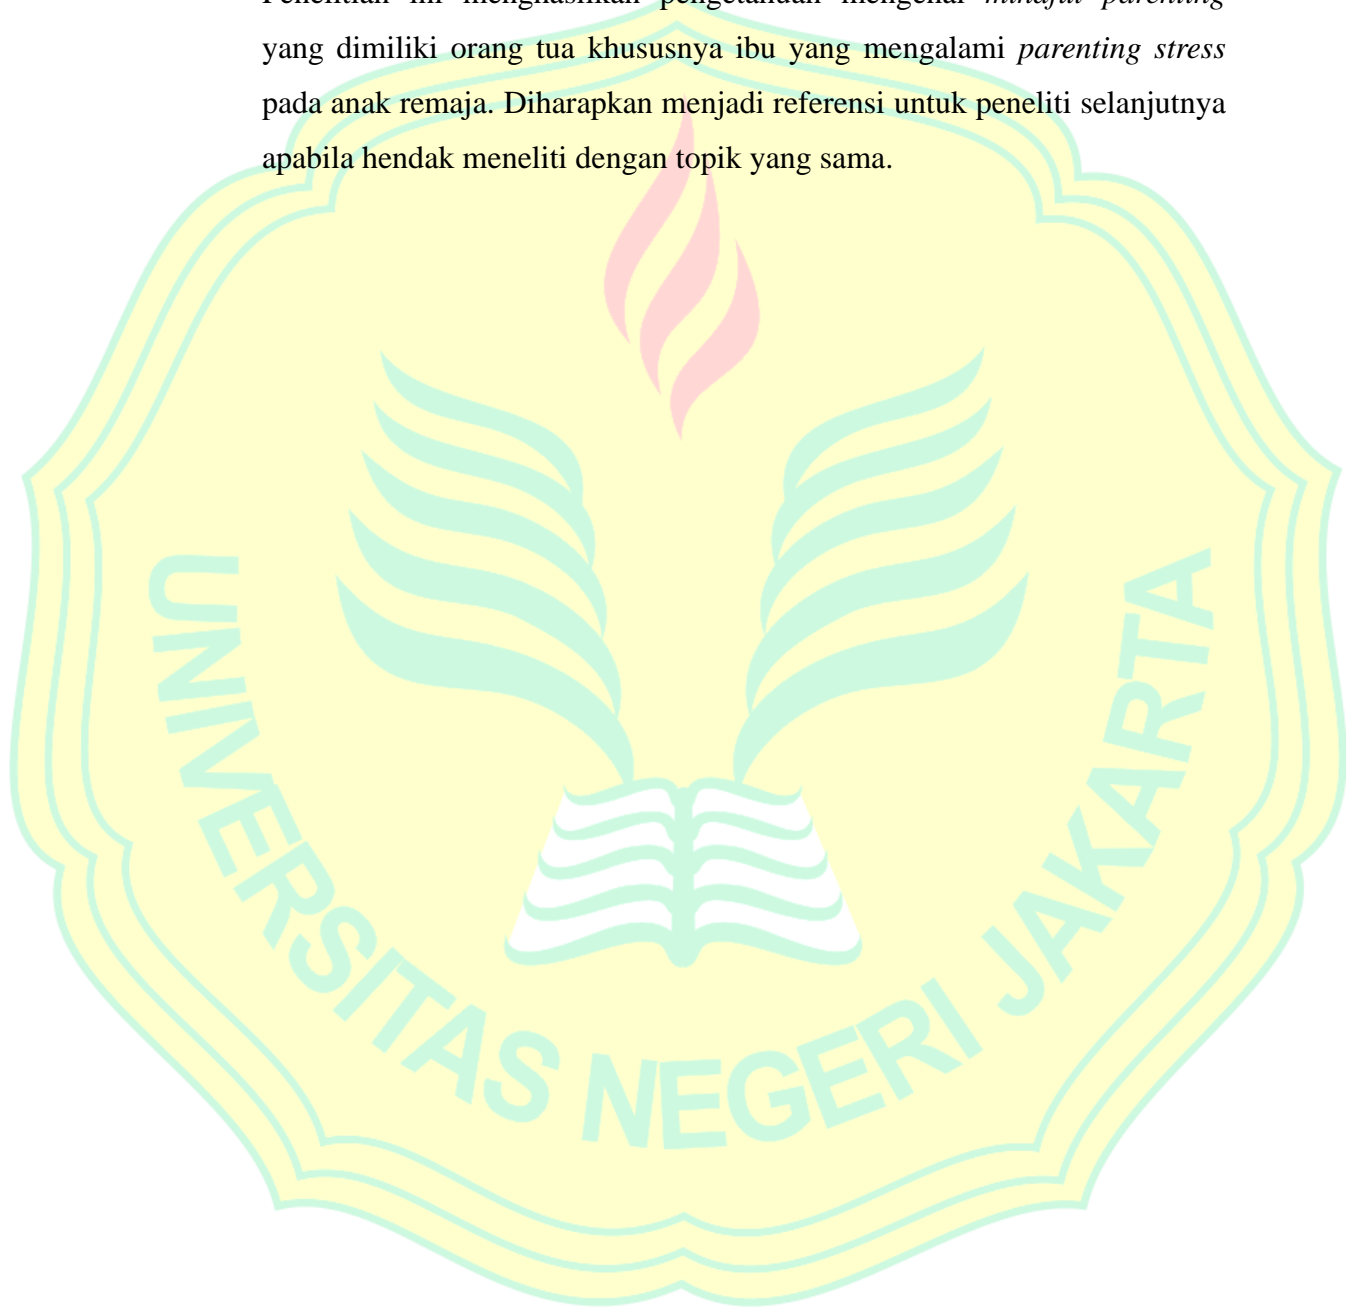 Penelitian ini menghasilkan pengetahuan mengenai mindful parenting
yang dimiliki orang tua khususnya ibu yang mengalami parenting stress
pada anak remaja. Diharapkan menjadi referensi untuk peneliti selanjutnya
apabila hendak meneliti dengan topik yang sama.
UNIVERSITAS NEGERI JAKARTA